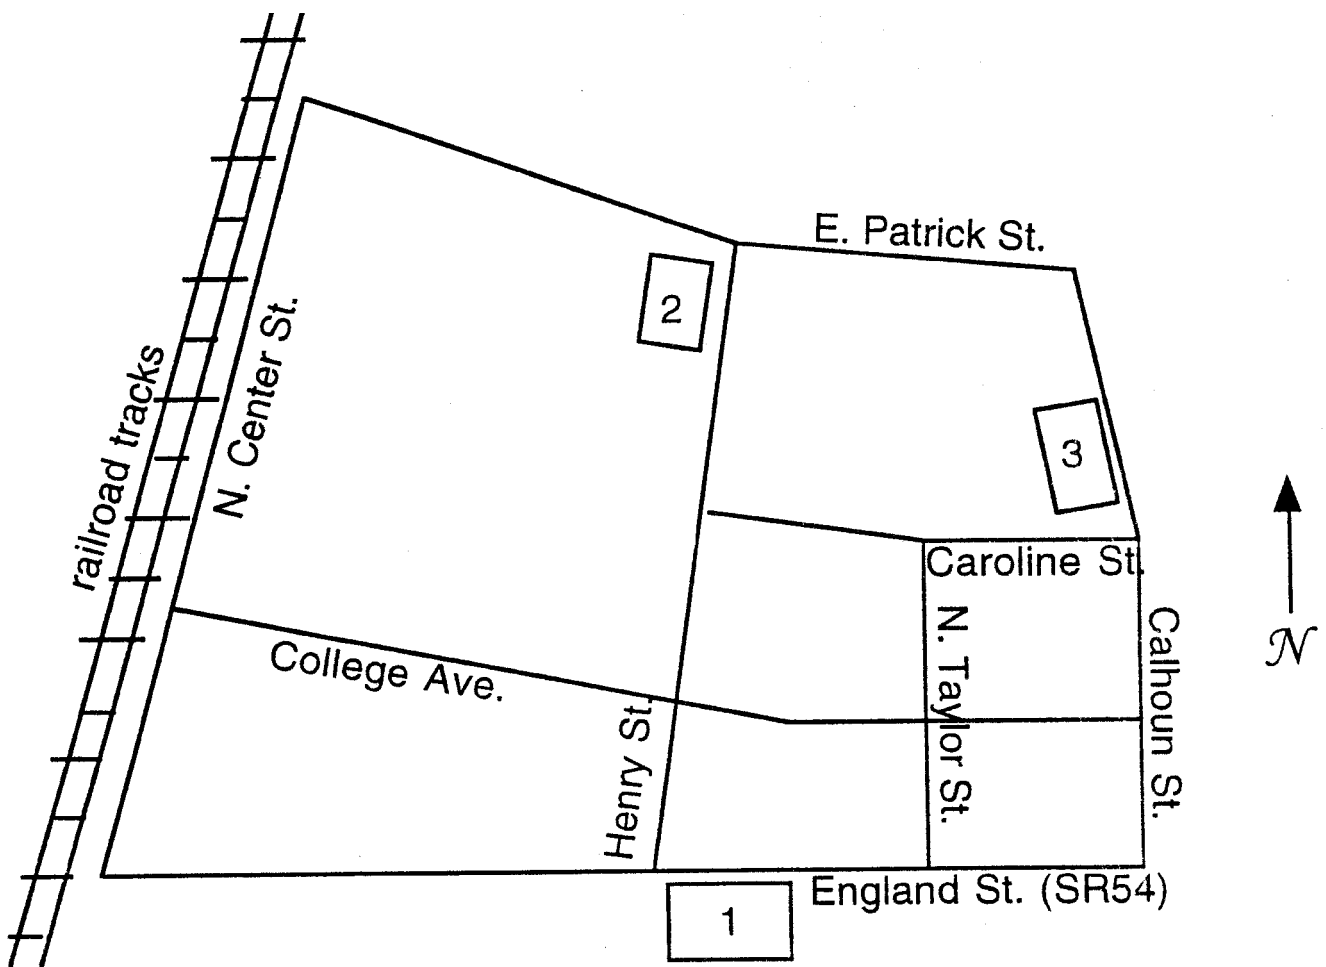 E. Patrick St.
2
N. Center St.
railroad tracks
3
Caroline St.
College Ave.
N. Taylor St.
Calhoun St.
N
Henry St.
England St. (SR54)
1